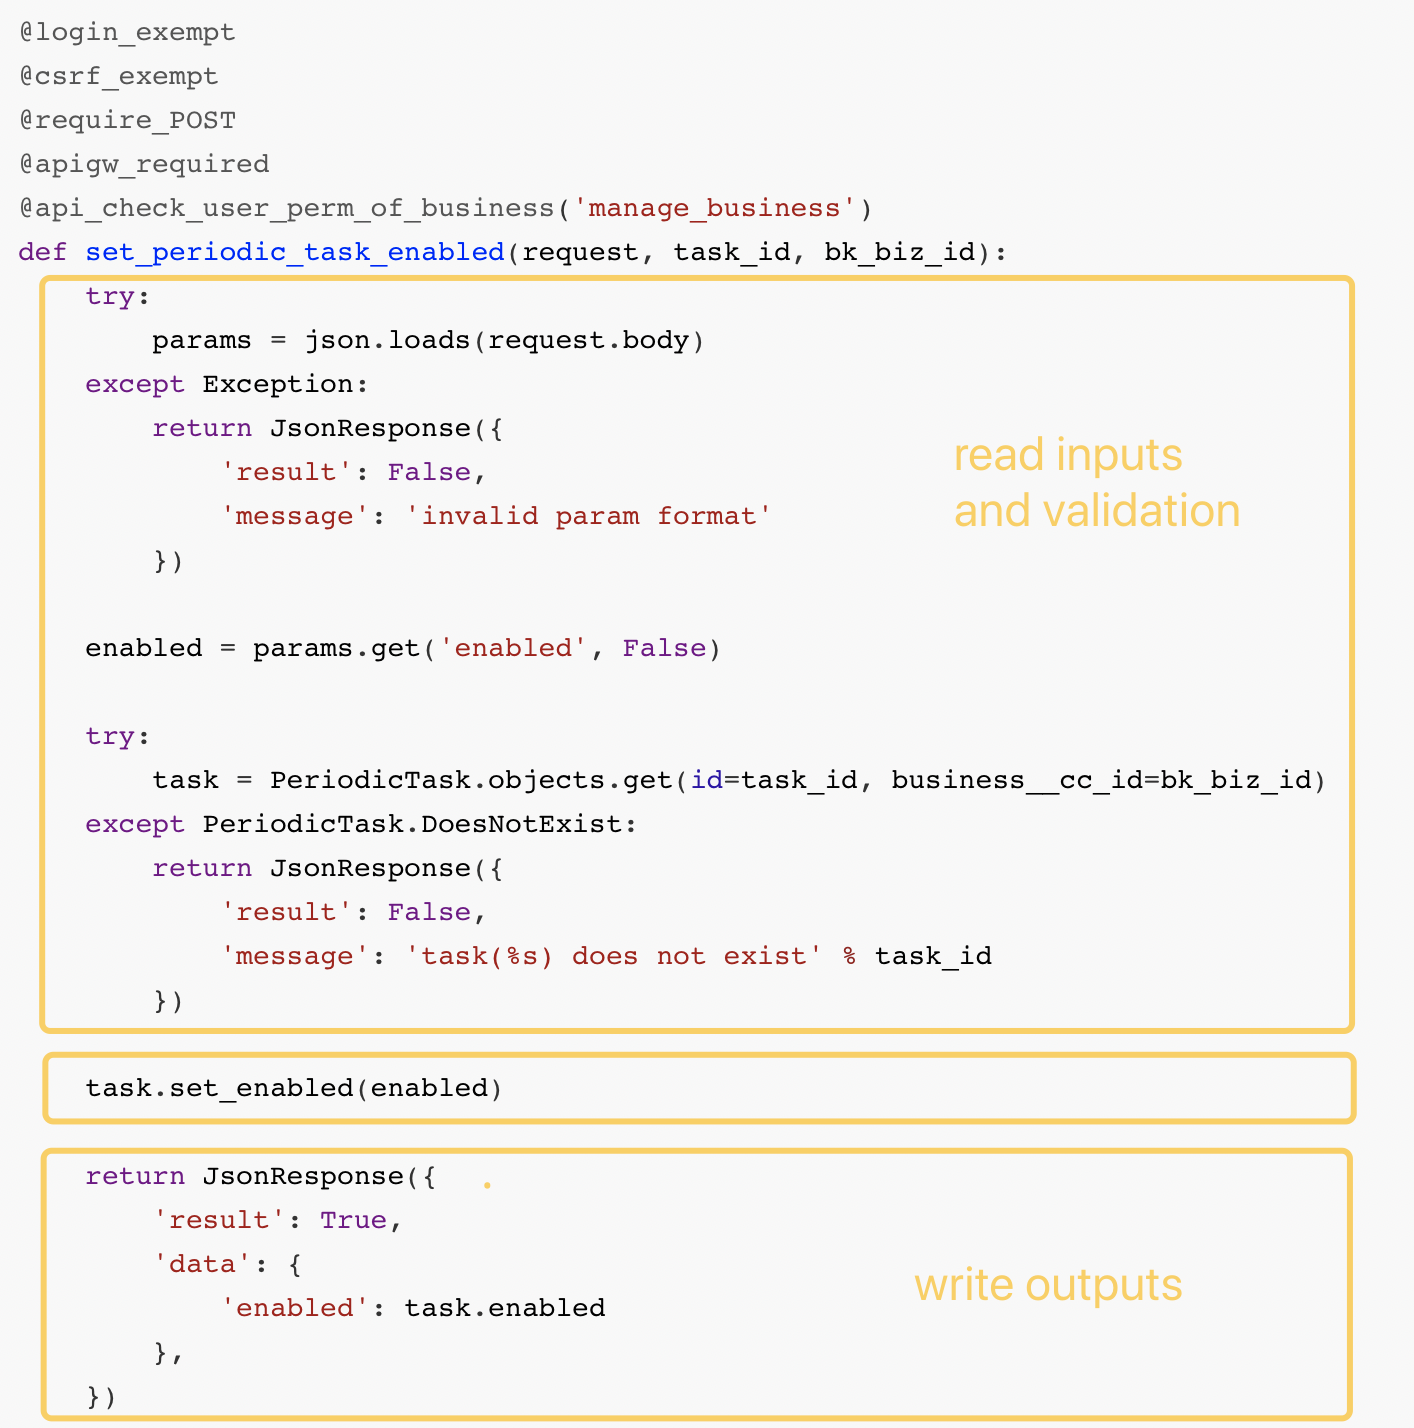 @login_exempt
@csrf_exempt
@require_POST
@apigw_required
@api_check_user_perm_of_business('manage_business')
def set_periodic_task_enabled(request, task_id, bk_biz_id):
    try:
        params = json.loads(request.body)
    except Exception:
        return JsonResponse({
            'result': False,
            'message': 'invalid param format'
        })
read inputs
and validation
    enabled = params.get('enabled', False)
    try:
        task = PeriodicTask.objects.get(id=task_id, business__cc_id=bk_biz_id)
    except PeriodicTask.DoesNotExist:
        return JsonResponse({
            'result': False,
            'message': 'task(%s) does not exist' % task_id
        })
    task.set_enabled(enabled)
    return JsonResponse({
        'result': True,
        'data': {
            'enabled': task.enabled
        },
    })
write outputs